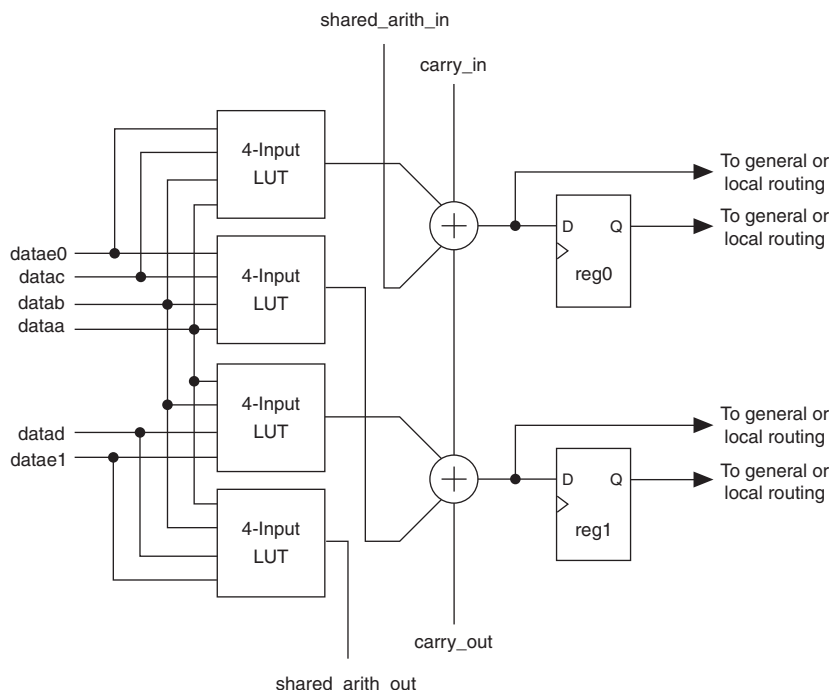 shared_arith_in
carry_in
4-Input
LUT
To general or
local routing
D Q
reg0
To general or
local routing
datae0
datac
datab
dataa
4-Input
LUT
4-Input
LUT
To general or
local routing
datad
datae1
D Q
reg1
To general or
local routing
4-Input
LUT
carry_out
shared_arith_out